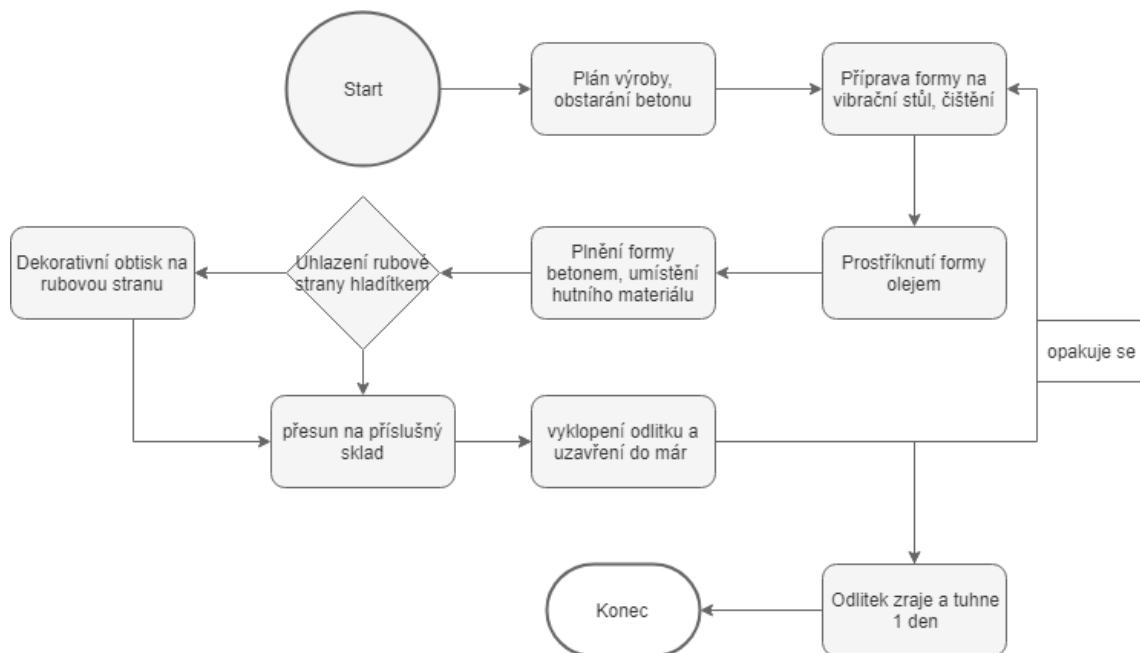 Start
Plán výroby,
obstarání betonu
Příprava formy na
vibrační stůl, čištění
Dekorativní obtisk na
rubovou stranu
Uhlazení rubové
strany hladítkem
Plnění formy
betonem, umístění
hutního materiálu
Prostříknutí formy
olejem
opakuje se
přesun na příslušný
sklad
vyklopení odlitku a
uzavření do már
Konec
Odlitek zraje a tuhne
1 den